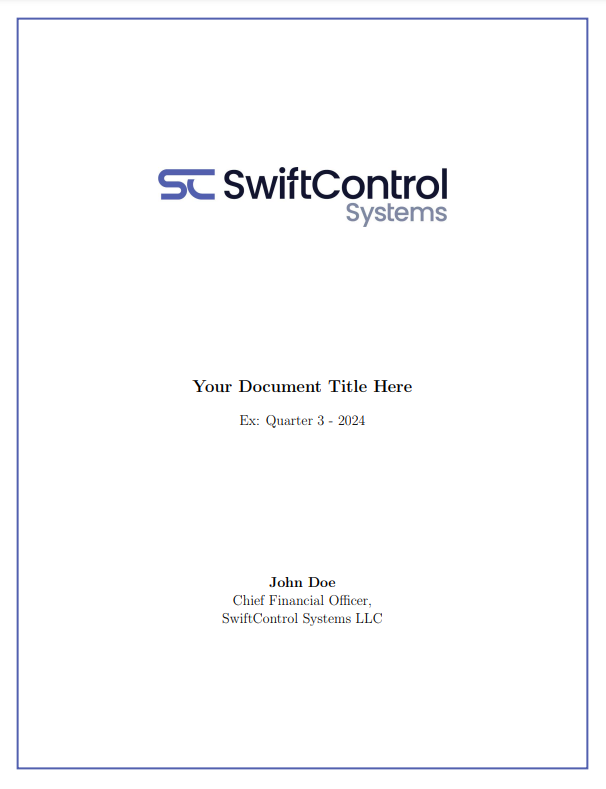 SC SwiftControl
Systems
Your Document Title Here
Ex: Quarter 3 - 2024
John Doe
Chief Financial Officer,
SwiftControl Systems LLC